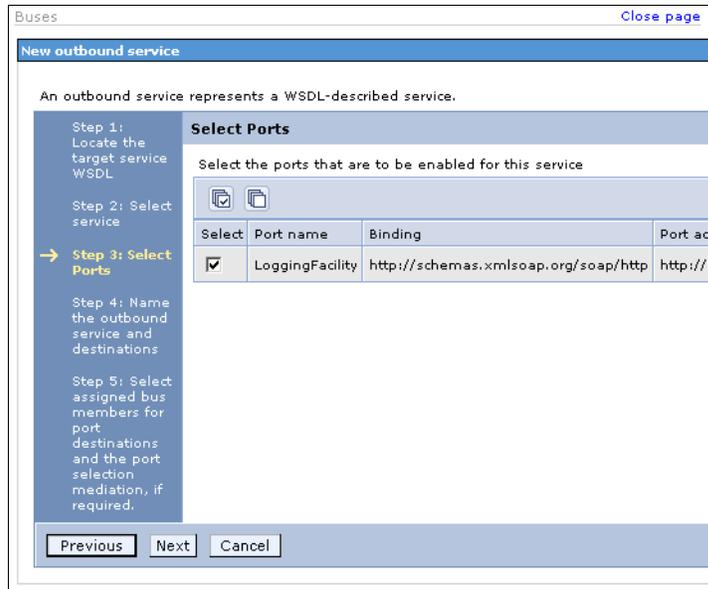 Buses
Close page
New outbound service
An outbound service represents a WSDL-described service.
Step 1:
Locate the
target service
WSDL
Step 2: Select
service
Step 3: Select
Ports
Step 4: Name
the outbound
service and
destinations
Step 5: Select
assigned bus
members for
port
destinations
and the port
selection
mediation, if
required.
Select Ports
Select the ports that are to be enabled for this service
Select Port name Binding Port ad
LoggingFacility http://schemas.xmlsoap.org/soap/http http://
Previous Next Cancel